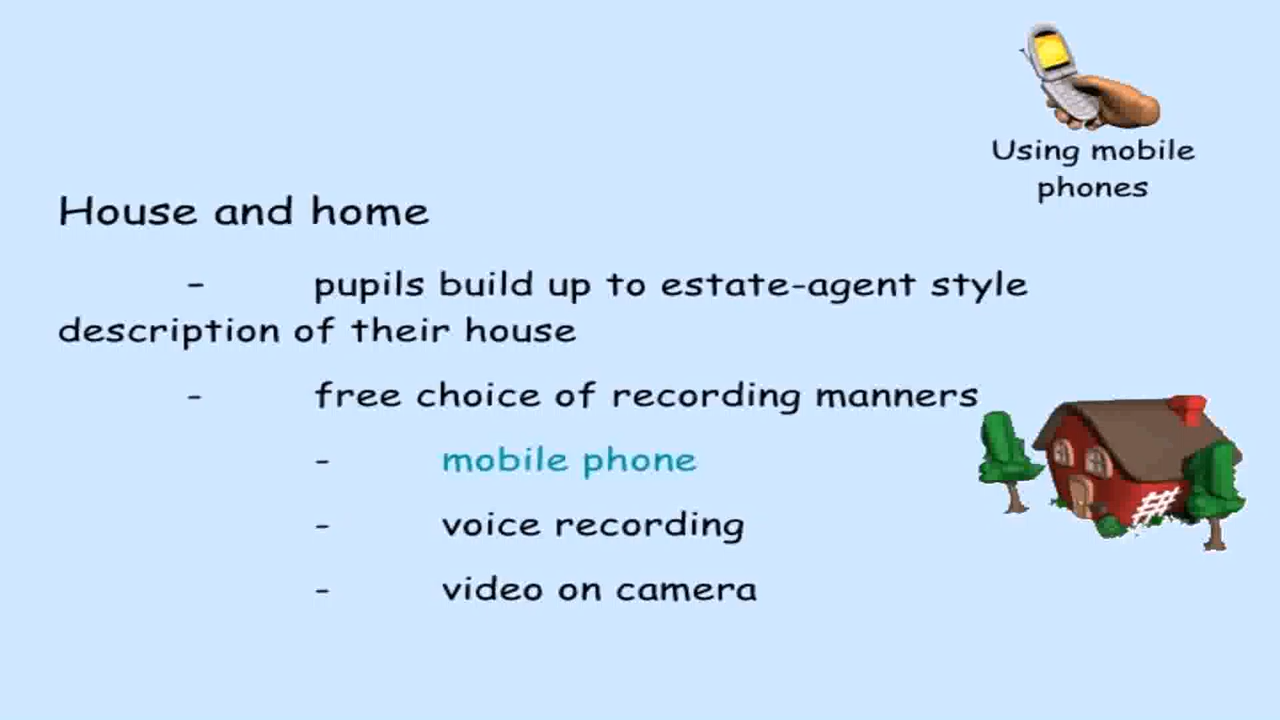 Using mobile
phones
House and home
- pupils build up to estate-agent style
description of their house
- free choice of recording manners
- mobile phone
- voice recording
- video on camera